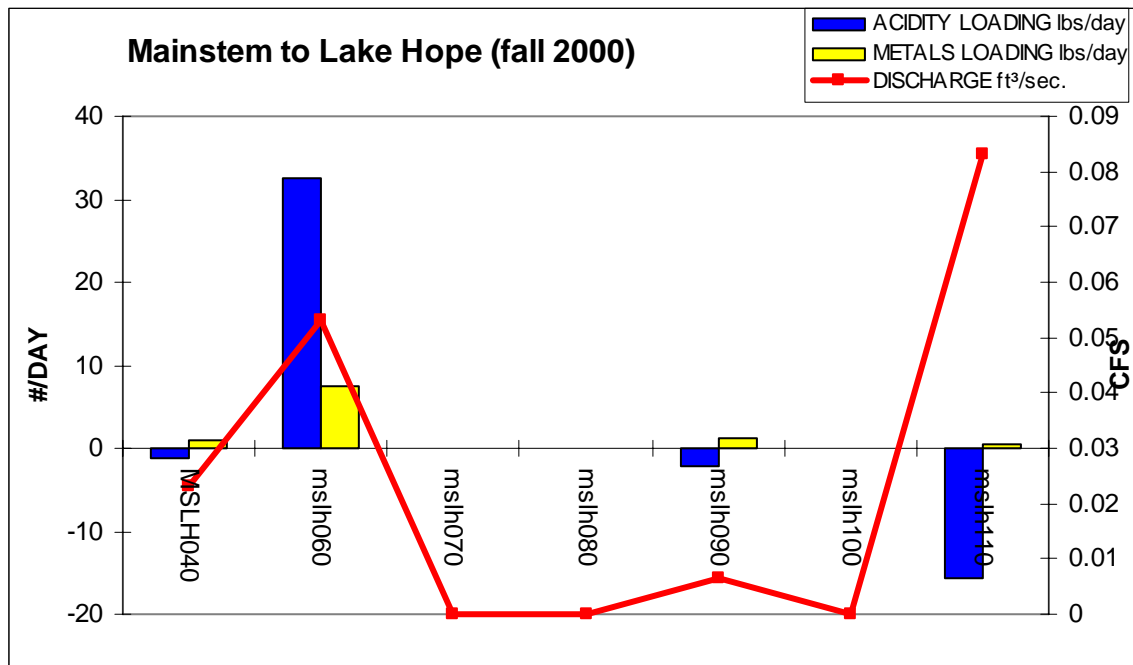 Mainstem to Lake Hope (fall 2000)
ACIDITY LOADING lbs/day
METALS LOADING lbs/day
DISCHARGE ft³/sec.
#/DAY
40
30
20
10
0
-10
-20
MSLH040
mslh060
mslh070
mslh080
mslh090
mslh100
mslh110
0.09
0.08
0.07
0.06
0.05
0.04
0.03
0.02
0.01
0
CFS